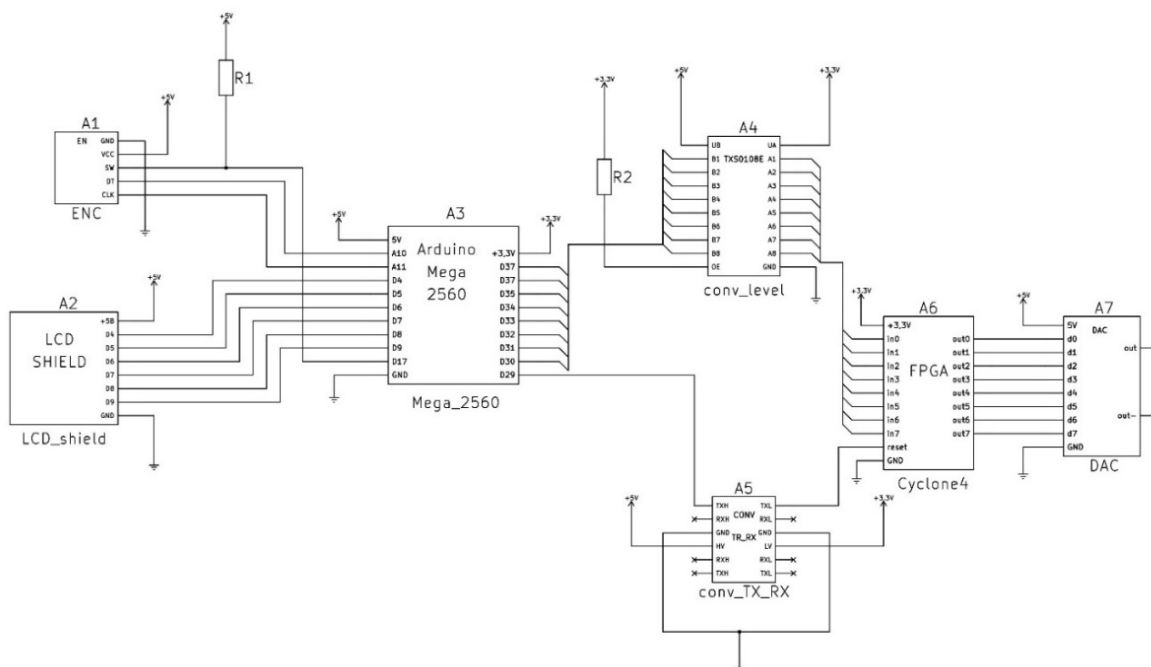 +5V
R1
+5V
A1
EN GND
VCC
SW
DT
CLK
ENC
+5V
A2
+5B
LCD
SHIELD
D4
D5
D6
D7
D8
D9
GND
LCD_shield
+5V
A3
5V
A10
A11
D4
D5
D6
D7
D8
D9
D17
GND
Arduino
Mega
2560
+3,3V
+3,3V
D37
D37
D35
D34
D33
D32
D31
D30
D29
Mega_2560
+3,3V
R2
+5V
+3,3V
A4
TXS0108E
UB
B1
B2
B3
B4
B5
B6
B7
B8
OE
UA
A1
A2
A3
A4
A5
A6
A7
A8
GND
conv_level
+5V
+3,3V
A5
CONV
TR_RX
TXH
RXH
GND
HV
RXH
TXH
TXL
RXL
GND
LV
RXL
TXL
conv_TX_RX
+3,3V
A6
FPGA
+3,3V
in0
in1
in2
in3
in4
in5
in6
in7
reset
GND
out0
out1
out2
out3
out4
out5
out6
out7
Cyclone4
+5V
A7
DAC
5V
d0
d1
d2
d3
d4
d5
d6
d7
GND
out
out-
DAC